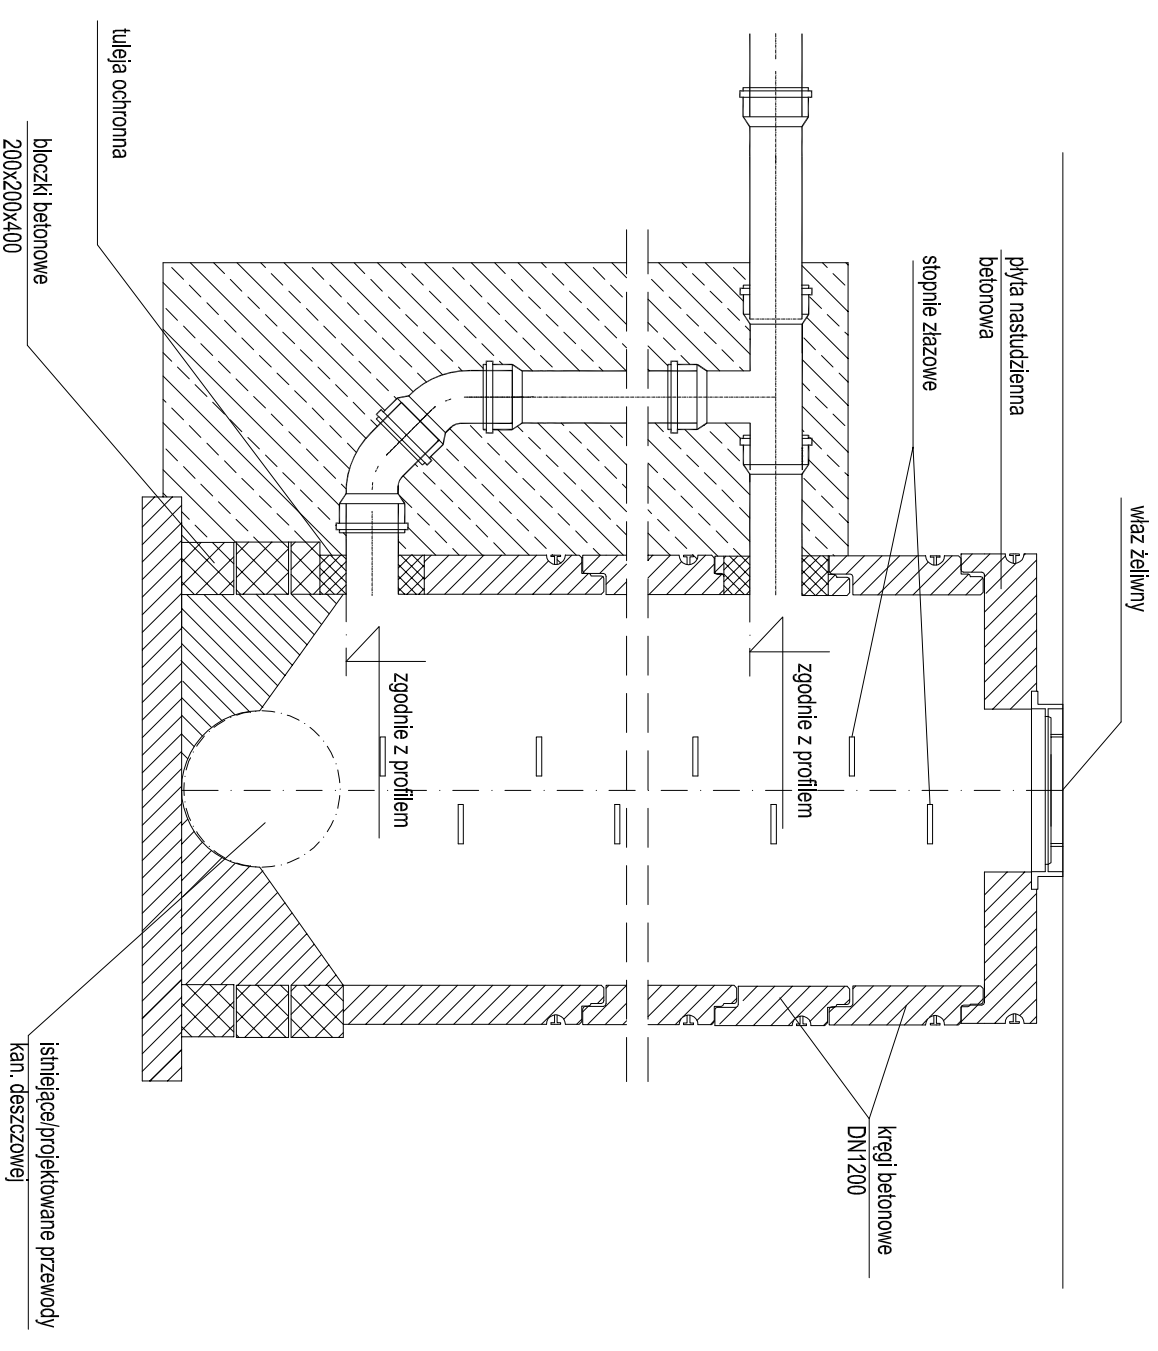 właz żeliwny
płyta nastudzienna
betonowa
stopnie złazowe
kręgi betonowe
DN1200
zgodnie z profilem
zgodnie z profilem
tuleja ochronna
bloczki betonowe
200x200x400
istniejące/projektowane przewody
kan. deszczowej